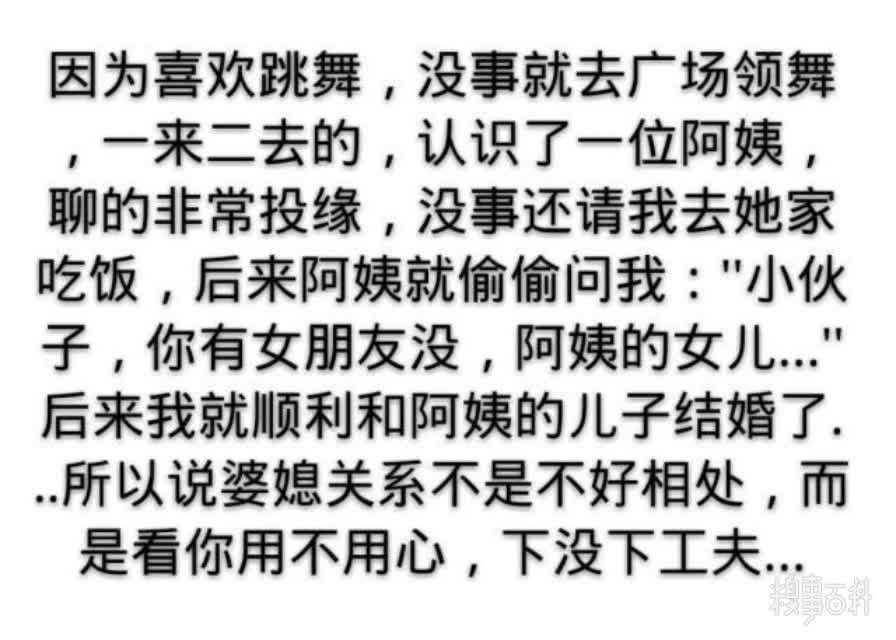 因为喜欢跳舞，没事就去广场领舞
，一来二去的，认识了一位阿姨，
聊的非常投缘，没事还请我去她家
吃饭，后来阿姨就偷偷问我："小伙
子，你有女朋友没，阿姨的女儿..."
后来我就顺利和阿姨的儿子结婚了.
..所以说婆媳关系不是不好相处，而
是看你用不用心，下没下工夫...
糗事百科